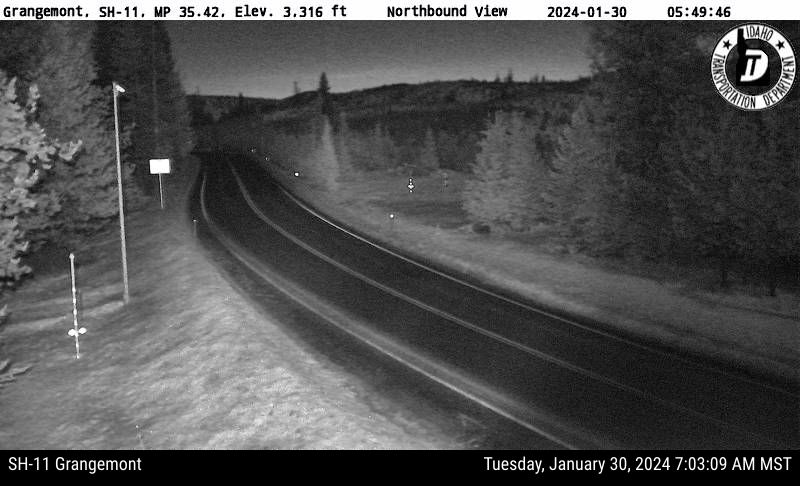 Grangemont, SH-11, MP 35.42, Elev. 3,316 ft Northbound View 2024-01-30 05:49:46
IDAHO
TRANSPORTATION DEPARTMENT
SH-11 Grangemont Tuesday, January 30, 2024 7:03:09 AM MST